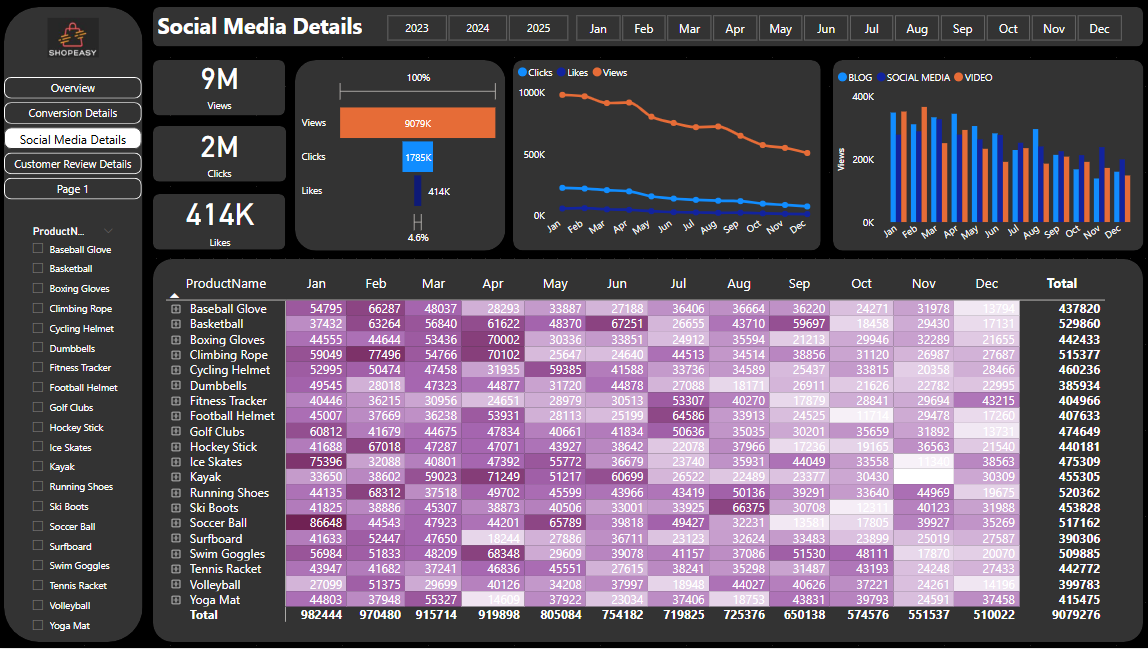 SHOPEASY
Overview
Conversion Details
Social Media Details
Customer Review Details
Page 1
ProductN...
Baseball Glove
Basketball
Boxing Gloves
Climbing Rope
Cycling Helmet
Dumbbells
Fitness Tracker
Football Helmet
Golf Clubs
Hockey Stick
Ice Skates
Kayak
Running Shoes
Ski Boots
Soccer Ball
Surfboard
Swim Goggles
Tennis Racket
Volleyball
Yoga Mat
Social Media Details
2023 2024 2025 Jan Feb Mar Apr May Jun Jul Aug Sep Oct Nov Dec
9M
Views
2M
Clicks
414K
Likes
100%
Views 9079K
Clicks 1785K
Likes 414K
4.6%
Clicks Likes Views
1000K
500K
0K
Jan Feb Mar Apr May Jun Jul Aug Sep Oct Nov Dec
BLOG SOCIAL MEDIA VIDEO
400K
200K
0K
Views
Jan Feb Mar Apr May Jun Jul Aug Sep Oct Nov Dec
ProductName Jan Feb Mar Apr May Jun Jul Aug Sep Oct Nov Dec Total
Baseball Glove 54795 66287 48037 28293 33887 27188 36406 36664 36220 24271 31978 13794 437820
Basketball 37432 63264 56840 61622 48370 67251 26655 43710 59697 18458 29430 17131 529860
Boxing Gloves 44555 44644 53436 70002 30336 33851 24912 35594 21213 29946 32289 21655 442433
Climbing Rope 59049 77496 54766 70102 25647 24640 44513 34514 38856 31120 26987 27687 515377
Cycling Helmet 52995 50474 47458 31935 59385 41588 33736 34589 25437 33815 20358 28466 460236
Dumbbells 49545 28018 47323 44877 31720 44878 27088 18171 26911 21626 22782 22995 385934
Fitness Tracker 40446 36215 30956 24651 28979 30513 53307 40270 17879 28841 29694 43215 404966
Football Helmet 45007 37669 36238 53931 28113 25199 64586 33913 24525 11714 29478 17260 407633
Golf Clubs 60812 41679 44675 47834 40661 41834 50636 35035 30201 35659 31892 13731 474649
Hockey Stick 41688 67018 47287 47071 43927 38642 22078 37966 17236 19165 36563 21540 440181
Ice Skates 75396 32088 40801 47392 55772 36679 23740 35931 44049 33558 38563 475309
Kayak 33650 38602 59023 71249 51217 60699 26522 22489 23377 30430 30309 455305
Running Shoes 44135 68312 37518 49702 45599 43966 43419 50136 39291 33640 44969 19675 520362
Ski Boots 41825 38886 45307 38873 40506 33001 33925 66375 30708 12311 40123 31988 453828
Soccer Ball 86648 44543 47923 44201 65789 39818 49427 32231 13581 17805 39927 35269 517162
Surfboard 41633 52447 47650 18244 27886 36711 23123 32624 33483 23899 25019 27587 390306
Swim Goggles 56984 51833 48209 68348 29609 39078 41157 37086 51530 48111 17870 20070 509885
Tennis Racket 43947 41682 37241 46836 45551 27615 38241 35298 31487 43193 24248 27433 442772
Volleyball 27099 51375 29699 40126 34208 37997 18948 44027 40626 37221 24261 14196 399783
Yoga Mat 44803 37948 55327 14609 37922 23034 37406 18753 43831 39793 24591 37458 415475
Total 982444 970480 915714 919898 805084 754182 719825 725376 650138 574576 551537 510022 9079276